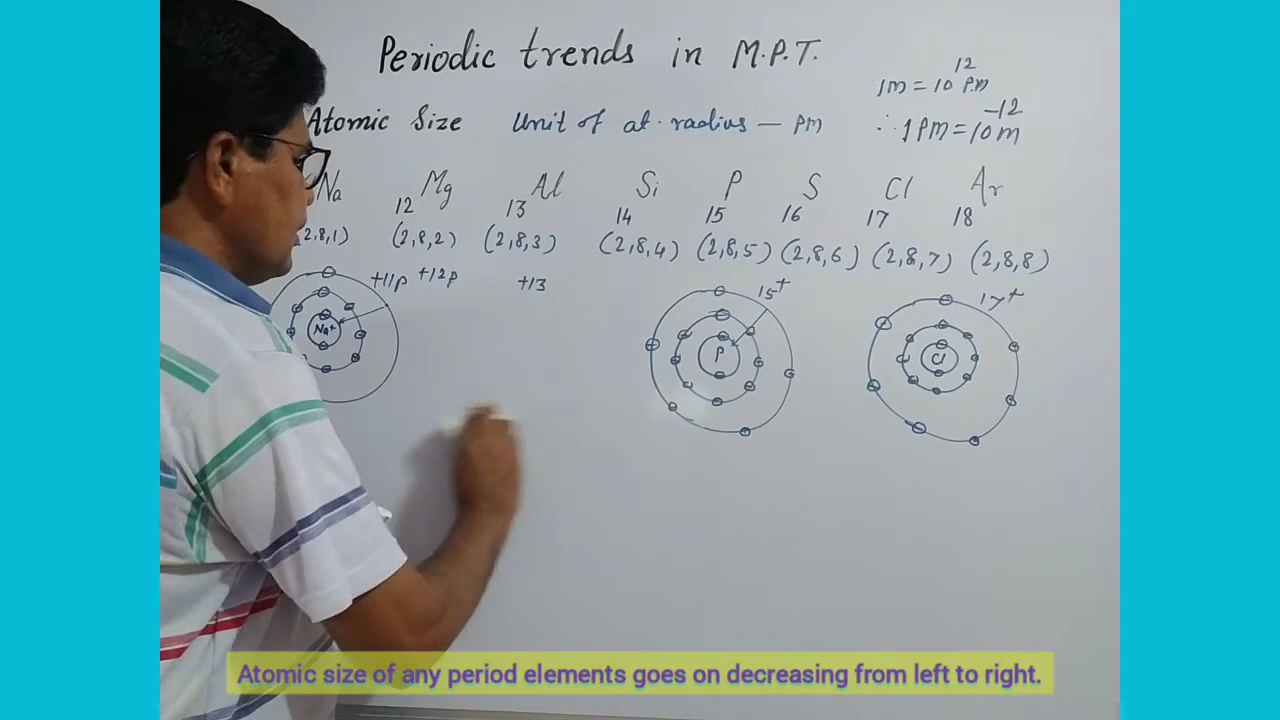 Periodic trends in M.P.T.
1m = 10¹² PM
Atomic Size Unit of at. radius — PM
∴ 1 PM = 10⁻¹² m
Na Mg Al Si P S Cl Ar
12 13 14 15 16 17 18
2,8,1) (2,8,2) (2,8,3) (2,8,4) (2,8,5) (2,8,6) (2,8,7) (2,8,8)
+11p +12p +13 15+ 17+
Na+ P Cl
Atomic size of any period elements goes on decreasing from left to right.